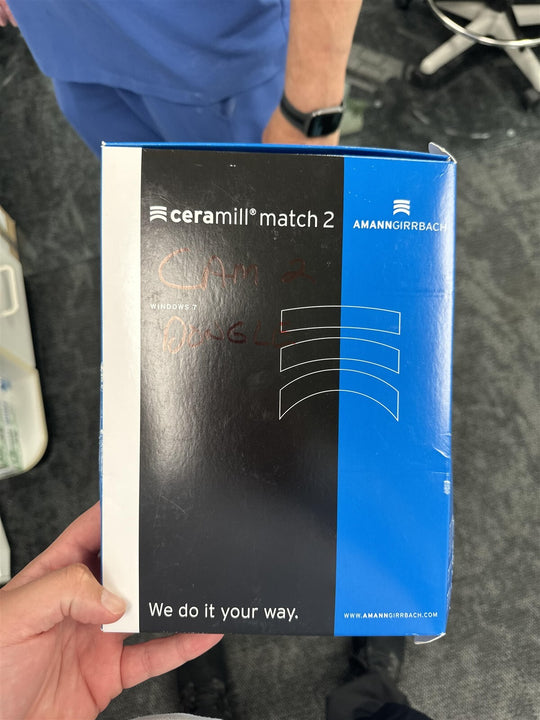 ceramill® match 2
AMANNGIRRBACH
CAM 2
WINDOWS 7
DONGLE
We do it your way.
WWW.AMANNGIRRBACH.COM